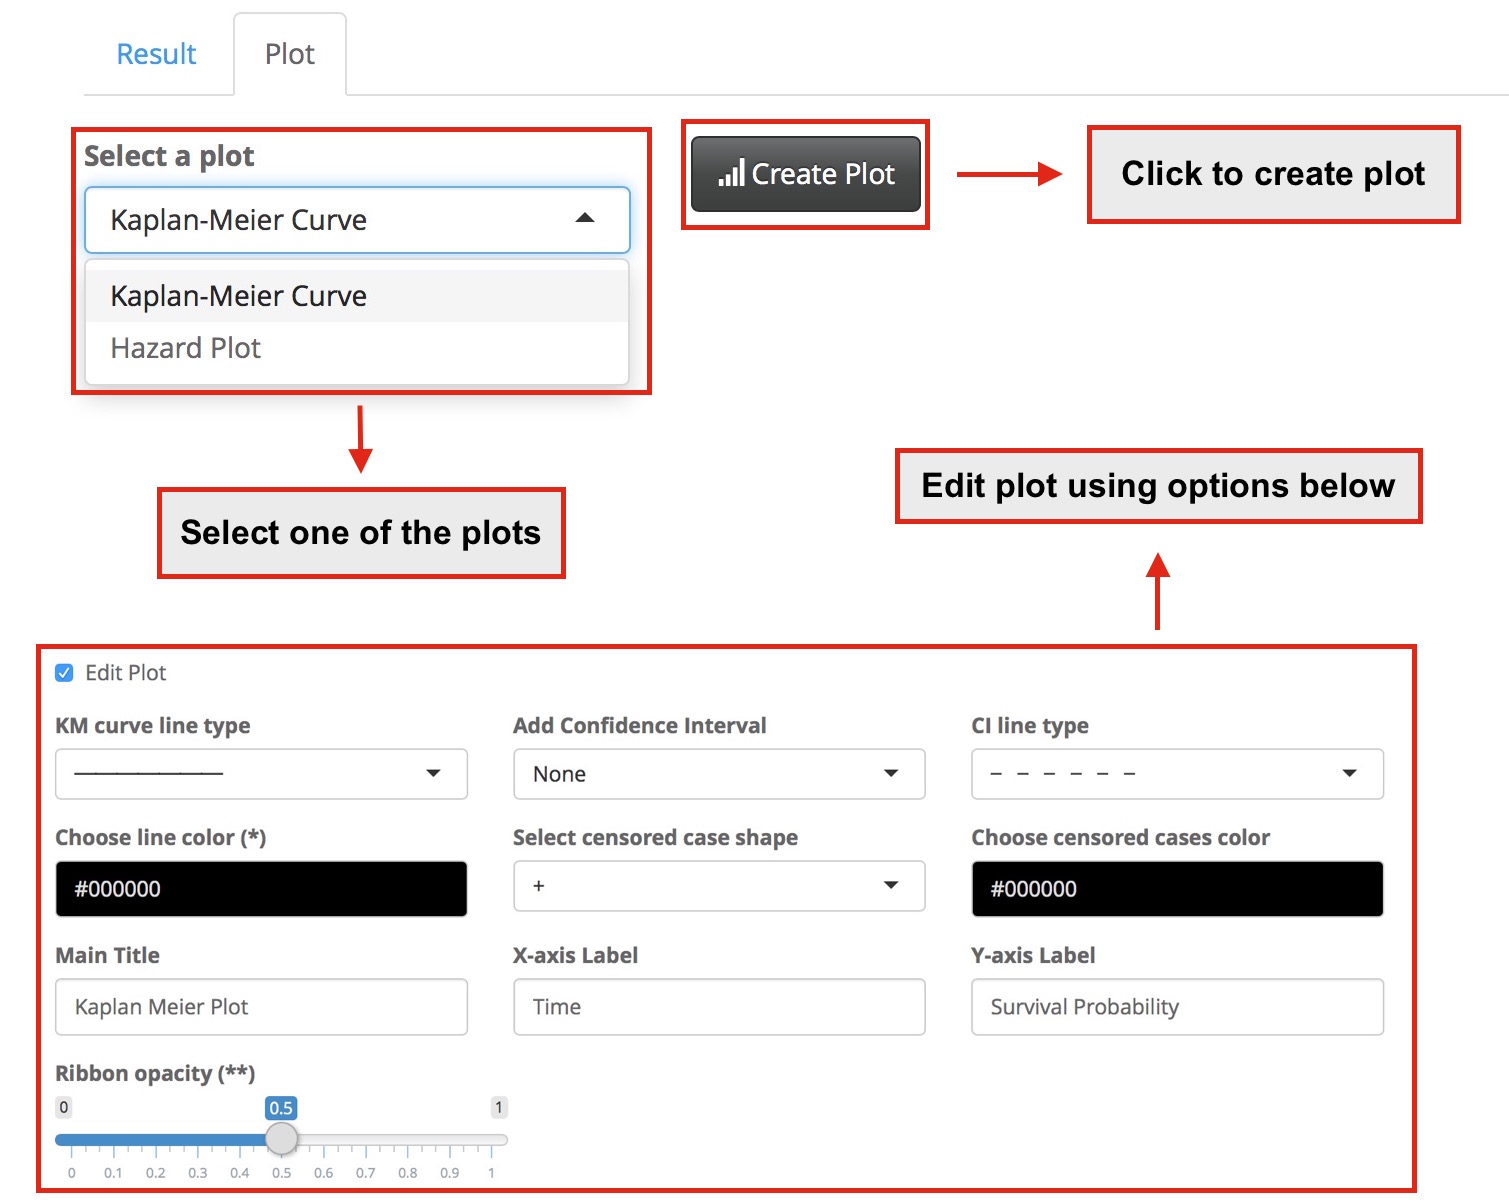 Result
Plot
Select a plot
Kaplan-Meier Curve
Kaplan-Meier Curve
Hazard Plot
Create Plot
Click to create plot
Select one of the plots
Edit plot using options below
Edit Plot
KM curve line type
Add Confidence Interval
None
CI line type
Choose line color (*)
#000000
Select censored case shape
+
Choose censored cases color
#000000
Main Title
Kaplan Meier Plot
X-axis Label
Time
Y-axis Label
Survival Probability
Ribbon opacity (**)
0 0.5 1
0 0.1 0.2 0.3 0.4 0.5 0.6 0.7 0.8 0.9 1